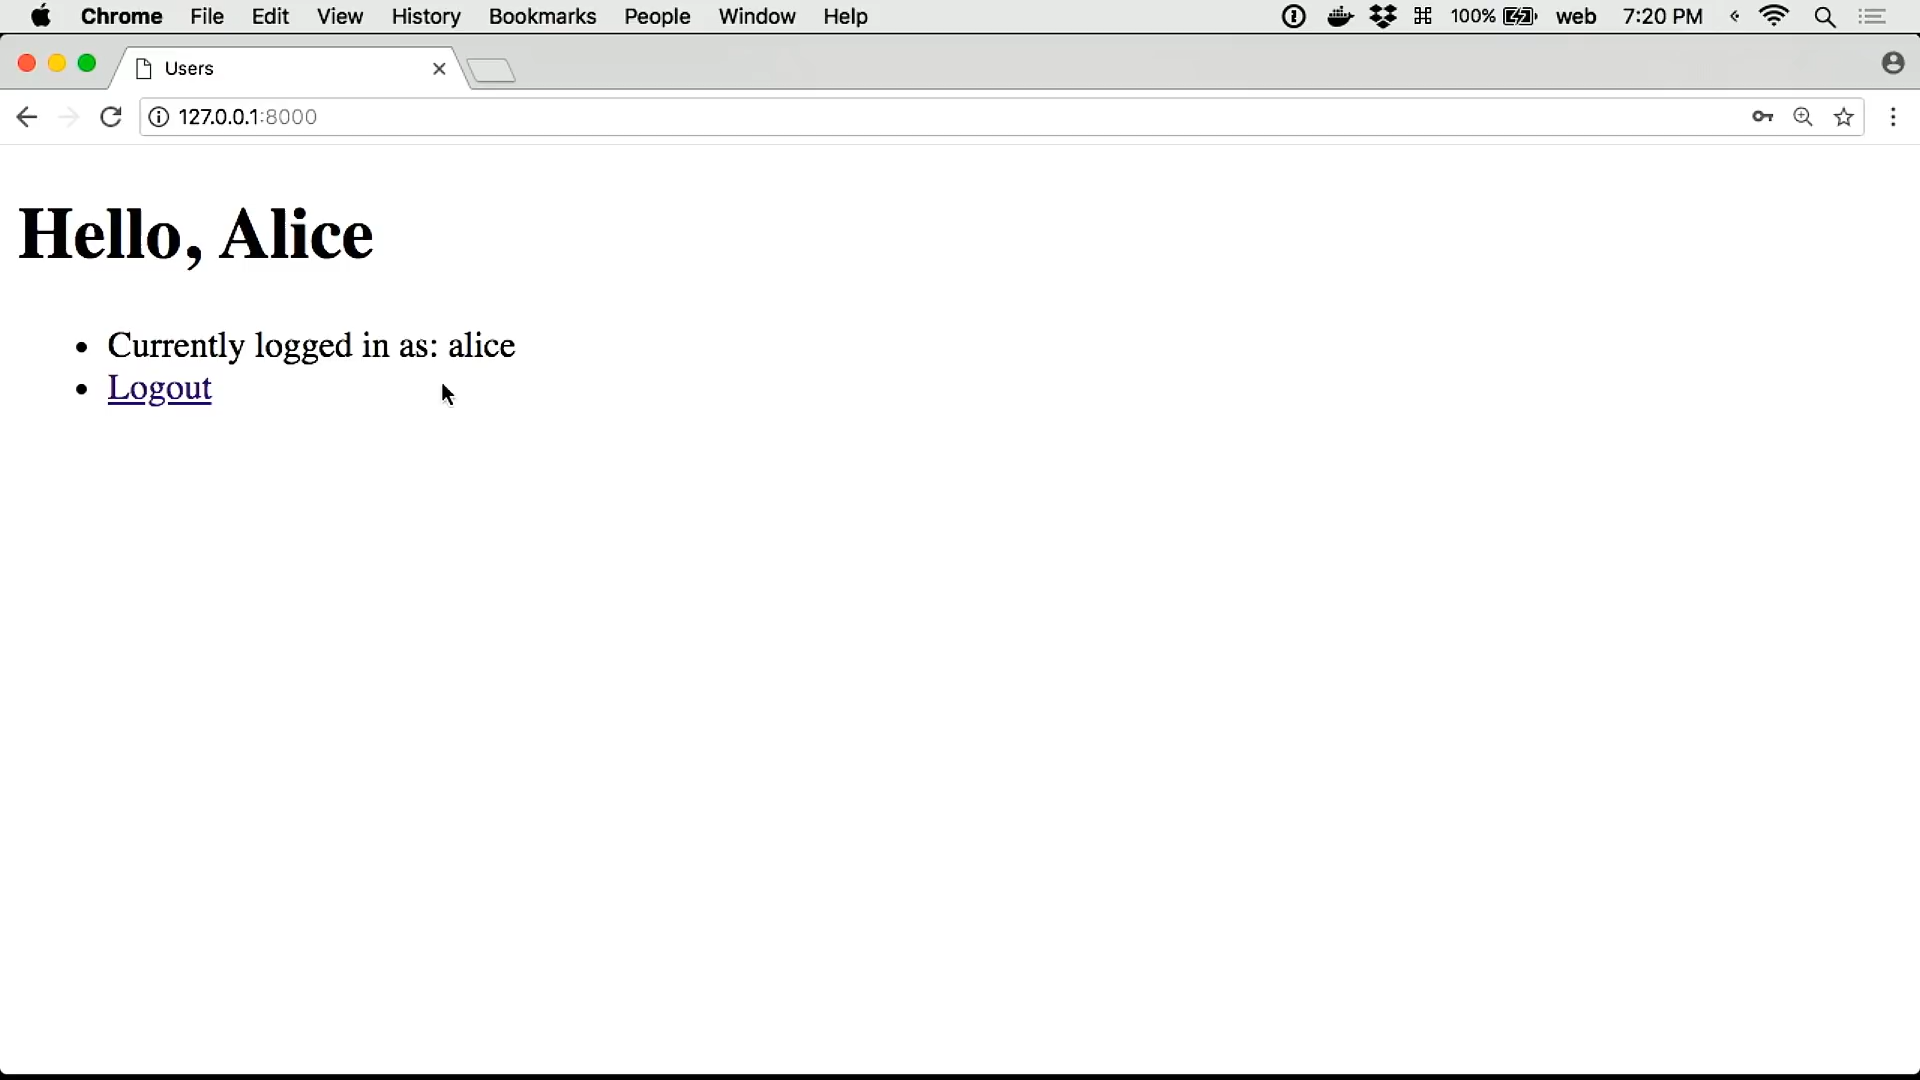 Chrome File Edit View History Bookmarks People Window Help 100% web 7:20 PM
Users
127.0.0.1:8000
Hello, Alice
• Currently logged in as: alice
• Logout